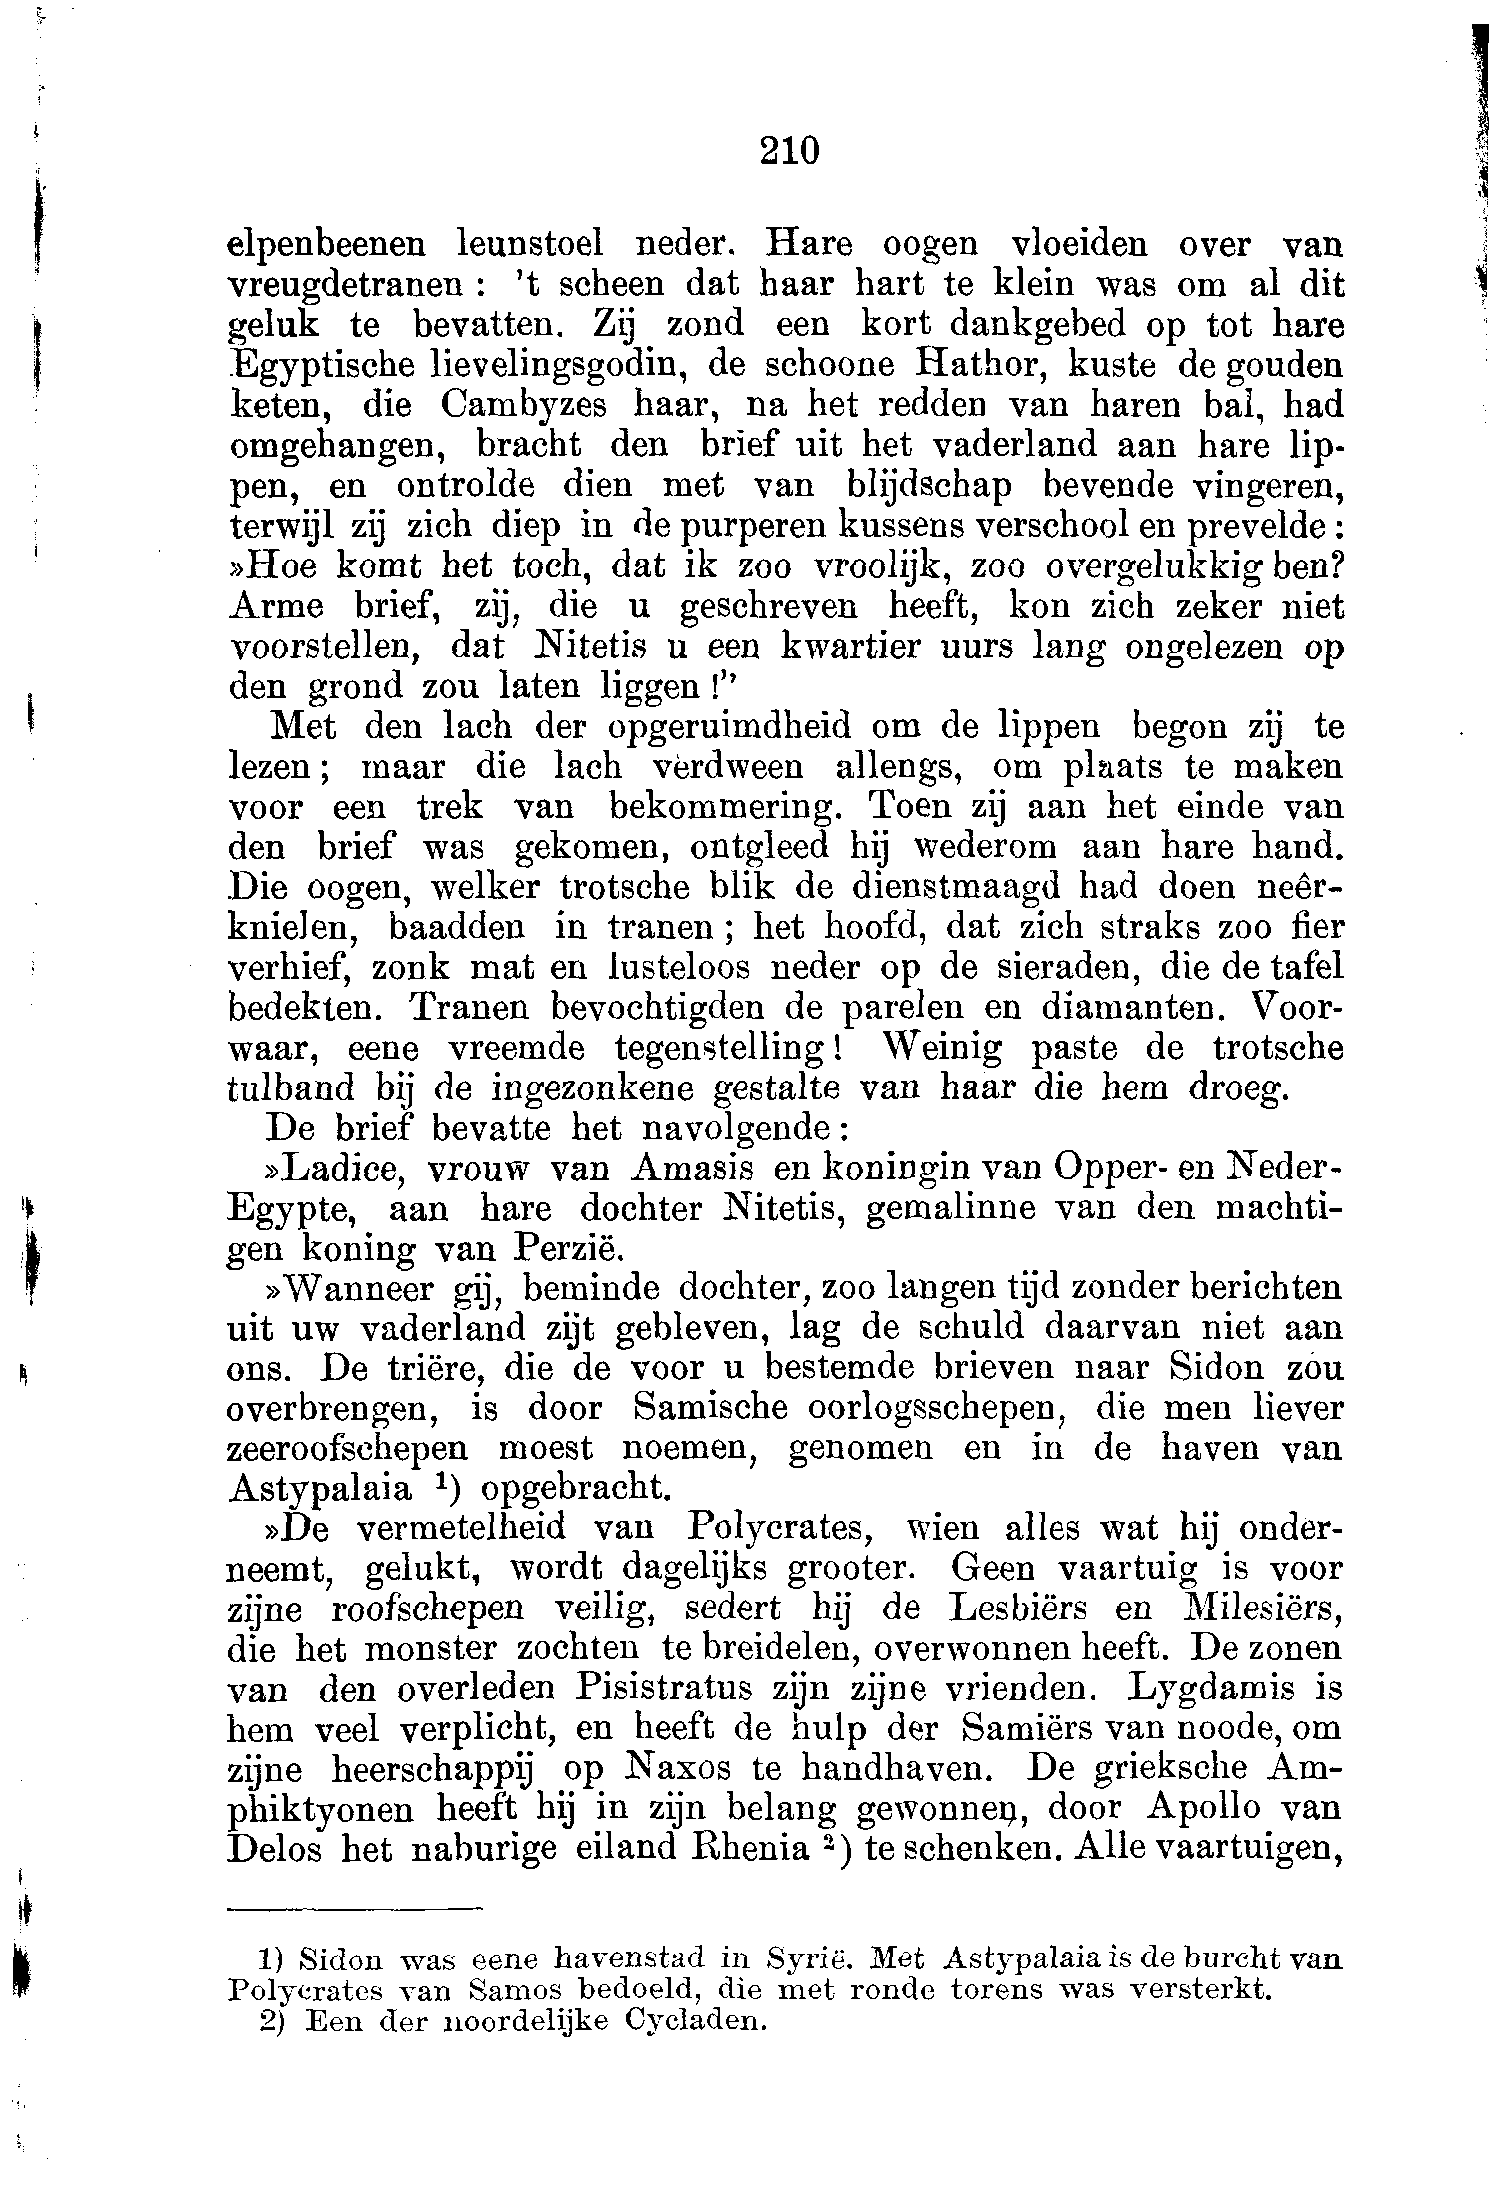 210
elpenbeenen leunstoel neder. Hare oogen vloeiden over van
vreugdetranen : 't scheen dat haar hart te klein was om al dit
geluk te bevatten. Zij zond een kort dankgebed op tot hare
Egyptische lievelingsgodin, de schoone Hathor, kuste de gouden
keten, die Cambyzes haar, na het redden van haren bal, had
omgehangen, bracht den brief uit het vaderland aan hare lip-
pen, en ontrolde dien met van blijdschap bevende vingeren,
terwijl zij zich diep in de purperen kussens verschool en prevelde :
»Hoe komt het toch, dat ik zoo vroolijk, zoo overgelukkig ben?
Arme brief, zij, die u geschreven heeft, kon zich zeker niet
voorstellen, dat Nitetis u een kwartier uurs lang ongelezen op
den grond zou laten liggen !"
Met den lach der opgeruimdheid om de lippen begon zij te
lezen ; maar die lach verdween allengs, om plaats te maken
voor een trek van bekommering. Toen zij aan het einde van
den brief was gekomen, ontgleed hij wederom aan hare hand.
Die oogen, welker trotsche blik de dienstmaagd had doen neêr-
knielen, baadden in tranen ; het hoofd, dat zich straks zoo fier
verhief, zonk mat en lusteloos neder op de sieraden, die de tafel
bedekten. Tranen bevochtigden de parelen en diamanten. Voor-
waar, eene vreemde tegenstelling! Weinig paste de trotsche
tulband bij de ingezonkene gestalte van haar die hem droeg.
De brief bevatte het navolgende :
»Ladice, vrouw van Amasis en koningin van Opper- en Neder-
Egypte, aan hare dochter Nitetis, gemalinne van den machti-
gen koning van Perzië.
»Wanneer gij, beminde dochter, zoo langen tijd zonder berichten
uit uw vaderland zijt gebleven, lag de schuld daarvan niet aan
ons. De triëre, die de voor u bestemde brieven naar Sidon zou
overbrengen, is door Samische oorlogsschepen, die men liever
zeeroofschepen moest noemen, genomen en in de haven van
Astypalaia ¹) opgebracht.
»De vermetelheid van Polycrates, wien alles wat hij onder-
neemt, gelukt, wordt dagelijks grooter. Geen vaartuig is voor
zijne roofschepen veilig, sedert hij de Lesbiërs en Milesiërs,
die het monster zochten te breidelen, overwonnen heeft. De zonen
van den overleden Pisistratus zijn zijne vrienden. Lygdamis is
hem veel verplicht, en heeft de hulp der Samiërs van noode, om
zijne heerschappij op Naxos te handhaven. De grieksche Am-
phiktyonen heeft hij in zijn belang gewonnen, door Apollo van
Delos het naburige eiland Rhenia ²) te schenken. Alle vaartuigen,
1) Sidon was eene havenstad in Syrië. Met Astypalaia is de burcht van
Polycrates van Samos bedoeld, die met ronde torens was versterkt.
2) Een der noordelijke Cycladen.